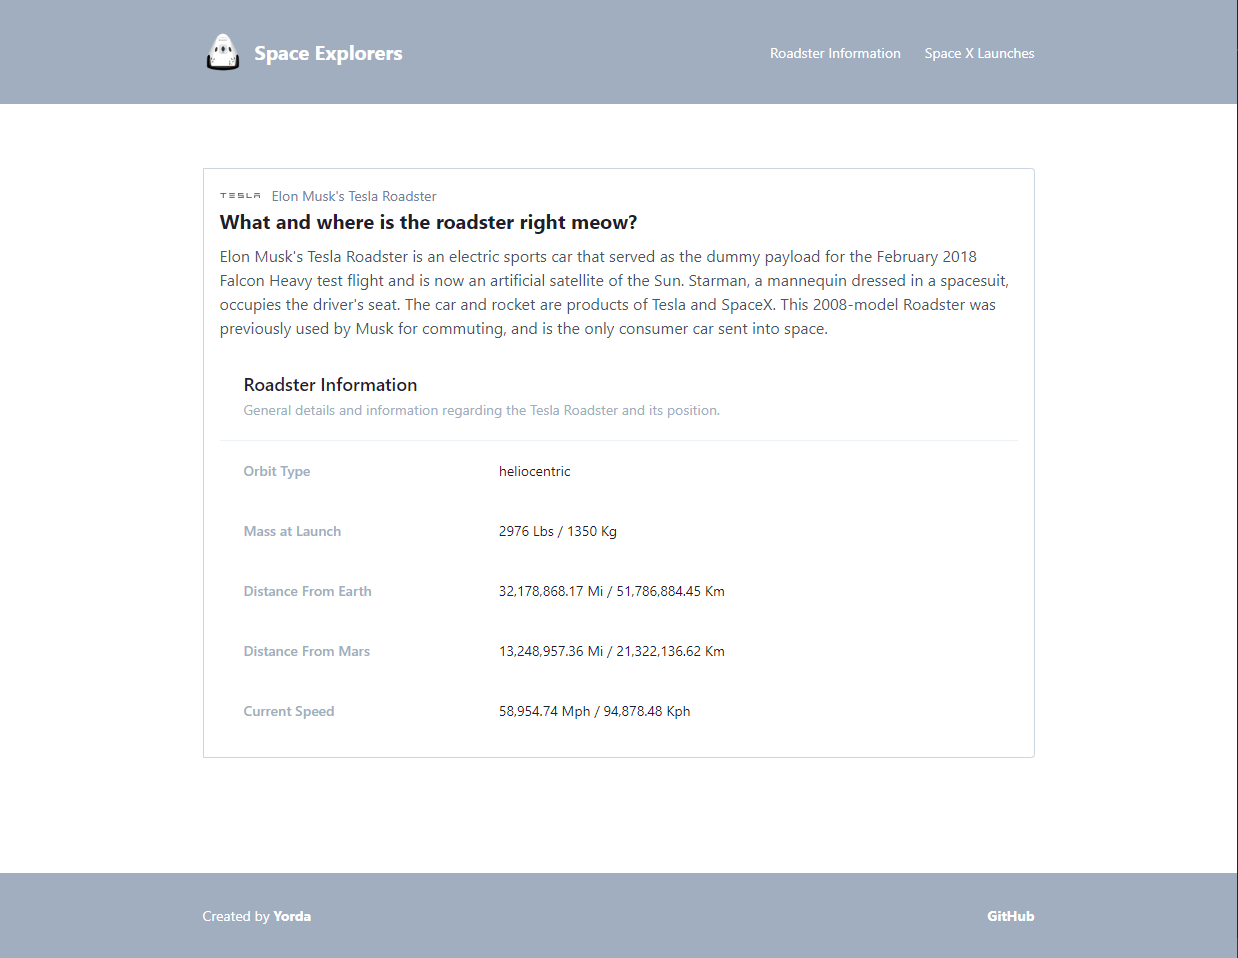 Space Explorers
Roadster Information
Space X Launches
TESLA
Elon Musk's Tesla Roadster
What and where is the roadster right meow?
Elon Musk's Tesla Roadster is an electric sports car that served as the dummy payload for the February 2018
Falcon Heavy test flight and is now an artificial satellite of the Sun. Starman, a mannequin dressed in a spacesuit,
occupies the driver's seat. The car and rocket are products of Tesla and SpaceX. This 2008-model Roadster was
previously used by Musk for commuting, and is the only consumer car sent into space.
Roadster Information
General details and information regarding the Tesla Roadster and its position.
Orbit Type
heliocentric
Mass at Launch
2976 Lbs / 1350 Kg
Distance From Earth
32,178,868.17 Mi / 51,786,884.45 Km
Distance From Mars
13,248,957.36 Mi / 21,322,136.62 Km
Current Speed
58,954.74 Mph / 94,878.48 Kph
Created by Yorda
GitHub